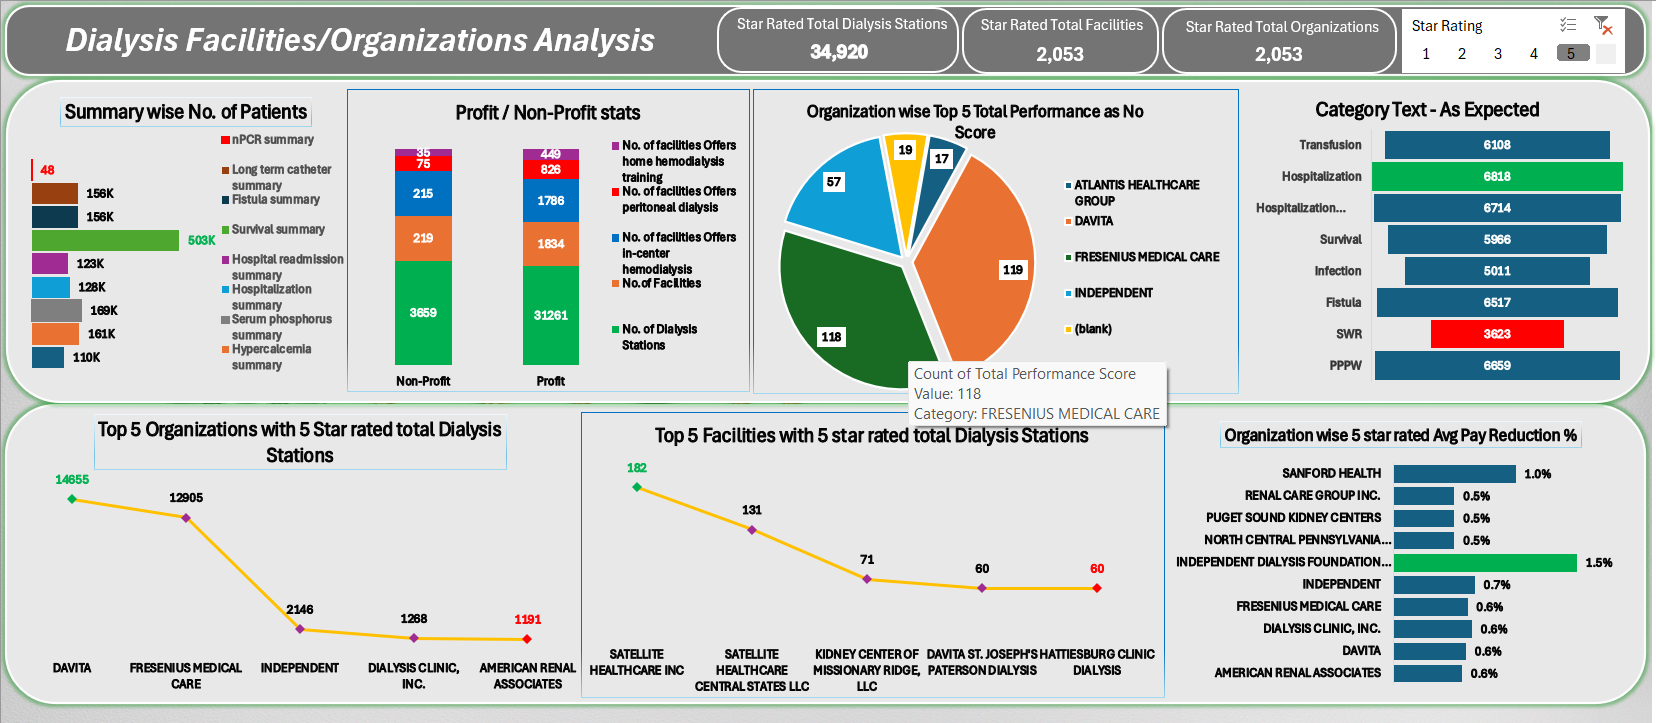 Dialysis Facilities/Organizations Analysis
Star Rated Total Dialysis Stations
34,920
Star Rated Total Facilities
2,053
Star Rated Total Organizations
2,053
Star Rating
1 2 3 4 5
Summary wise No. of Patients
48
156K
156K
503K
123K
128K
169K
161K
110K
nPCR summary
Long term catheter
summary
Fistula summary
Survival summary
Hospital readmission
summary
Hospitalization
summary
Serum phosphorus
summary
Hypercalcemia
summary
Profit / Non-Profit stats
35
75
215
219
3659
Non-Profit
449
826
1786
1834
31261
Profit
No. of facilities Offers
home hemodialysis
training
No. of facilities Offers
peritoneal dialysis
No. of facilities Offers
in-center
hemodialysis
No.of Facilities
No. of Dialysis
Stations
Organization wise Top 5 Total Performance as No
Score
19
17
57
119
118
ATLANTIS HEALTHCARE
GROUP
DAVITA
FRESENIUS MEDICAL CARE
INDEPENDENT
(blank)
Count of Total Performance Score
Value: 118
Category: FRESENIUS MEDICAL CARE
Category Text - As Expected
Transfusion 6108
Hospitalization 6818
Hospitalization... 6714
Survival 5966
Infection 5011
Fistula 6517
SWR 3623
PPPW 6659
Top 5 Organizations with 5 Star rated total Dialysis
Stations
14655
12905
2146
1268
1191
DAVITA
FRESENIUS MEDICAL
CARE
INDEPENDENT
DIALYSIS CLINIC,
INC.
AMERICAN RENAL
ASSOCIATES
Top 5 Facilities with 5 star rated total Dialysis Stations
182
131
71
60
60
SATELLITE
HEALTHCARE INC
SATELLITE
HEALTHCARE
CENTRAL STATES LLC
KIDNEY CENTER OF
MISSIONARY RIDGE,
LLC
DAVITA ST. JOSEPH'S
PATERSON DIALYSIS
HATTIESBURG CLINIC
DIALYSIS
Organization wise 5 star rated Avg Pay Reduction %
SANFORD HEALTH 1.0%
RENAL CARE GROUP INC. 0.5%
PUGET SOUND KIDNEY CENTERS 0.5%
NORTH CENTRAL PENNSYLVANIA... 0.5%
INDEPENDENT DIALYSIS FOUNDATION... 1.5%
INDEPENDENT 0.7%
FRESENIUS MEDICAL CARE 0.6%
DIALYSIS CLINIC, INC. 0.6%
DAVITA 0.6%
AMERICAN RENAL ASSOCIATES 0.6%